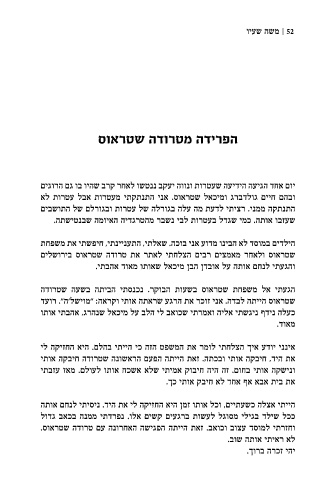 52 | משה שעיו
הפרידה מטרודה שטראוס
יום אחד הגיעה הידיעה שעטרות ונווה יעקב ננטשו לאחר קרב שהיו בו גם הרוגים
ובהם חיים גולדברג ומיכאל שטראוס. אני התנתקתי מעטרות אבל עטרות לא
התנתקה ממני. רציתי לדעת מה עלה בגורלה של עטרות ובגורלם של התושבים
שעזבו אותה. כמי שגדל בעטרות לבי נשבר מהטרגדיה האיומה שבנטישתה.
הילדים במוסד לא הבינו מדוע אני בוכה. שאלתי, התעניינתי, חיפשתי את משפחת
שטראוס ולאחר מאמצים רבים הצלחתי לאתר את טרודה שטראוס בירושלים
והגעתי לנחם אותה על אובדן הבן מיכאל שאותו מאוד אהבתי.
הגעתי אל משפחת שטראוס בשעות הבוקר. בכנסתי הביתה בשעה שטרודה
שטראוס הייתה לבדה. אני זוכר את הרגע שראתה אותי וקראה: "מוישל'ה". רועד
כעלה נידף ניגשתי אליה ואמרתי שכואב לי הלב על מיכאל שנהרג. אהבתי אותו
מאוד.
אינני יודע איך הצלחתי לומר את המשפט הזה כי הייתי בהלם. היא החזיקה לי
את היד, חיבקה אותי ובכתה. זאת הייתה הפעם הראשונה שטרודה חיבקה אותי
ונישקה אותי בחום. זה היה חיבוק אמיתי שלא אשכח אותו לעולם. מאז עזבתי
את בית אבא אף אחד לא חיבק אותי כך.
הייתי אצלה כשעתיים, וכל אותו זמן היא החזיקה לי את היד. ניסיתי לנחם אותה
ככל שילד בגילי מסוגל לעשות ברגעים קשים אלו. נפרדתי ממנה בכאב גדול
וחזרתי למוסד עצוב וכואב. זאת הייתה הפגישה האחרונה עם טרודה שטראוס.
לא ראיתי אותה שוב.
יהי זכרה ברוך.